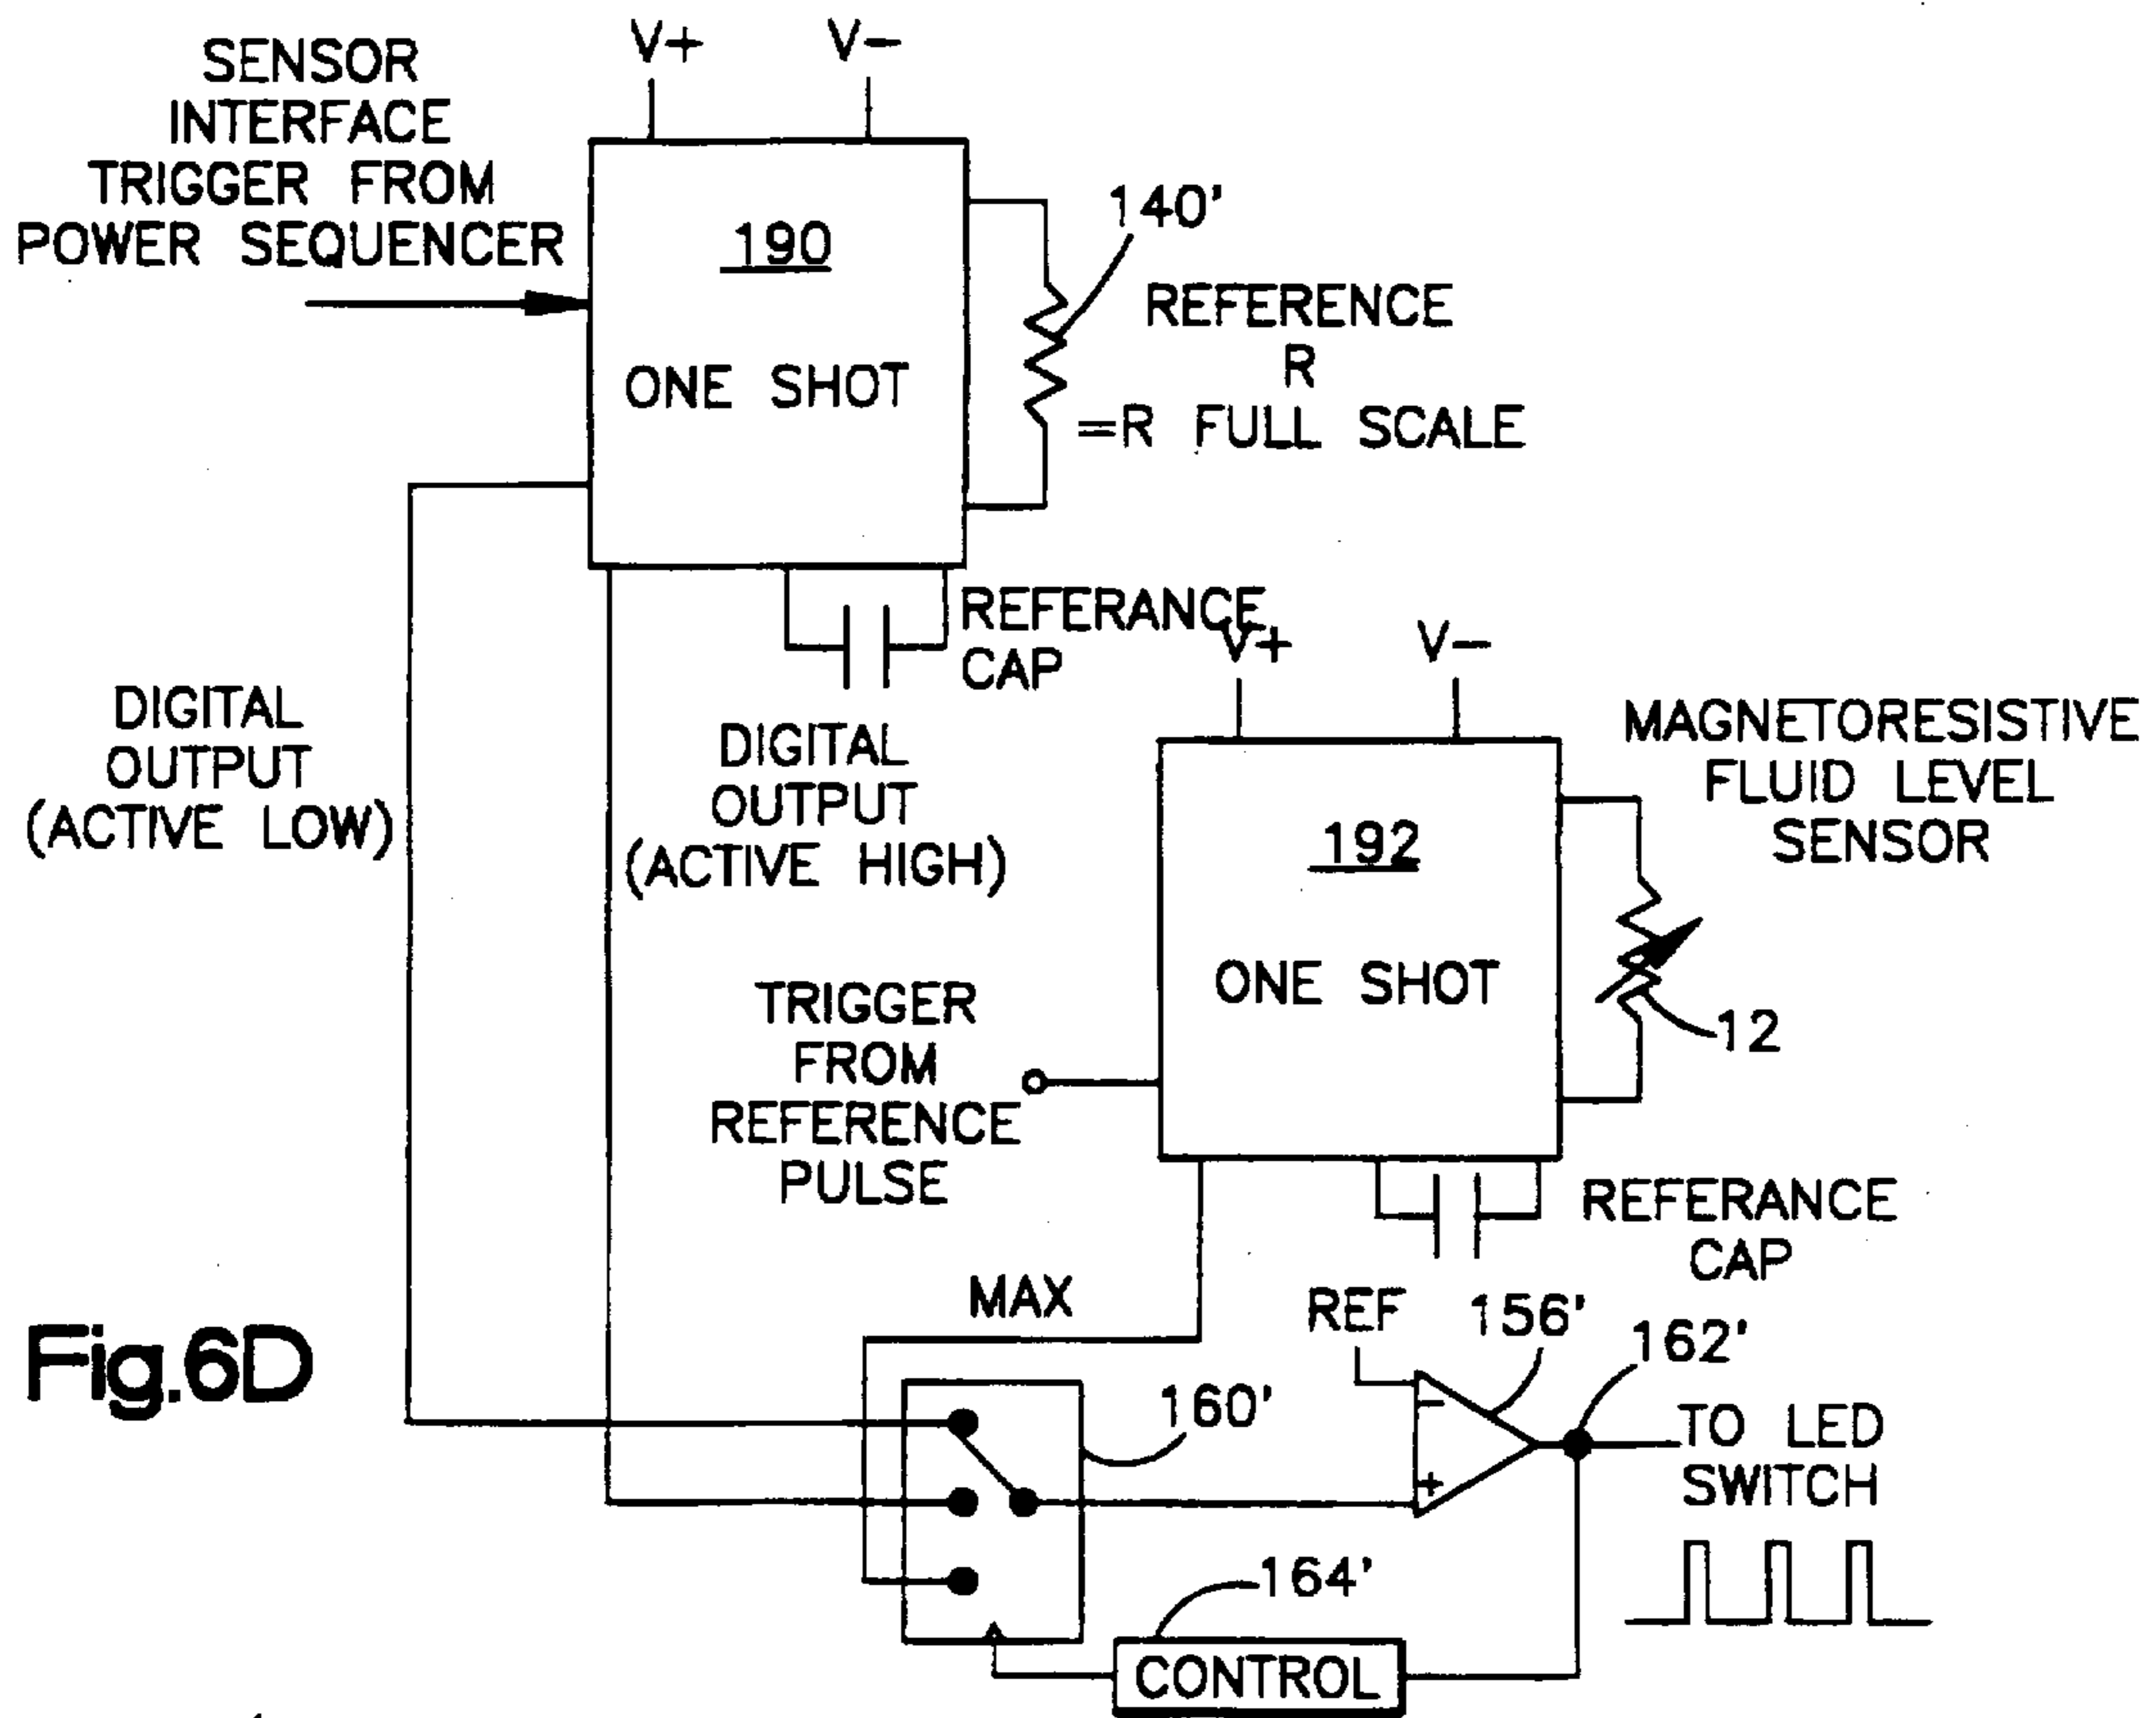 V+
V−
SENSOR
INTERFACE
TRIGGER FROM
POWER SEQUENCER
190
ONE SHOT
140'
REFERENCE
R
=R FULL SCALE
REFERANCE
CAP
DIGITAL
OUTPUT
(ACTIVE LOW)
DIGITAL
OUTPUT
(ACTIVE HIGH)
V+
V−
192
ONE SHOT
MAGNETORESISTIVE
FLUID LEVEL
SENSOR
12
TRIGGER
FROM
REFERENCE
PULSE
REFERANCE
CAP
MAX
REF
156'
162'
Fig.6D
160'
−
+
TO LED
SWITCH
164'
CONTROL